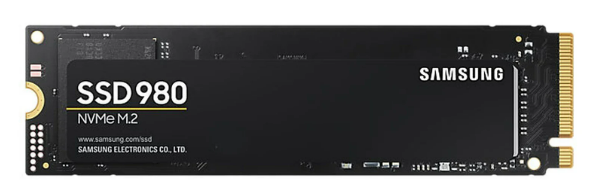 SAMSUNG
SSD 980
NVMe M.2
www.samsung.com/ssd
SAMSUNG ELECTRONICS CO., LTD.